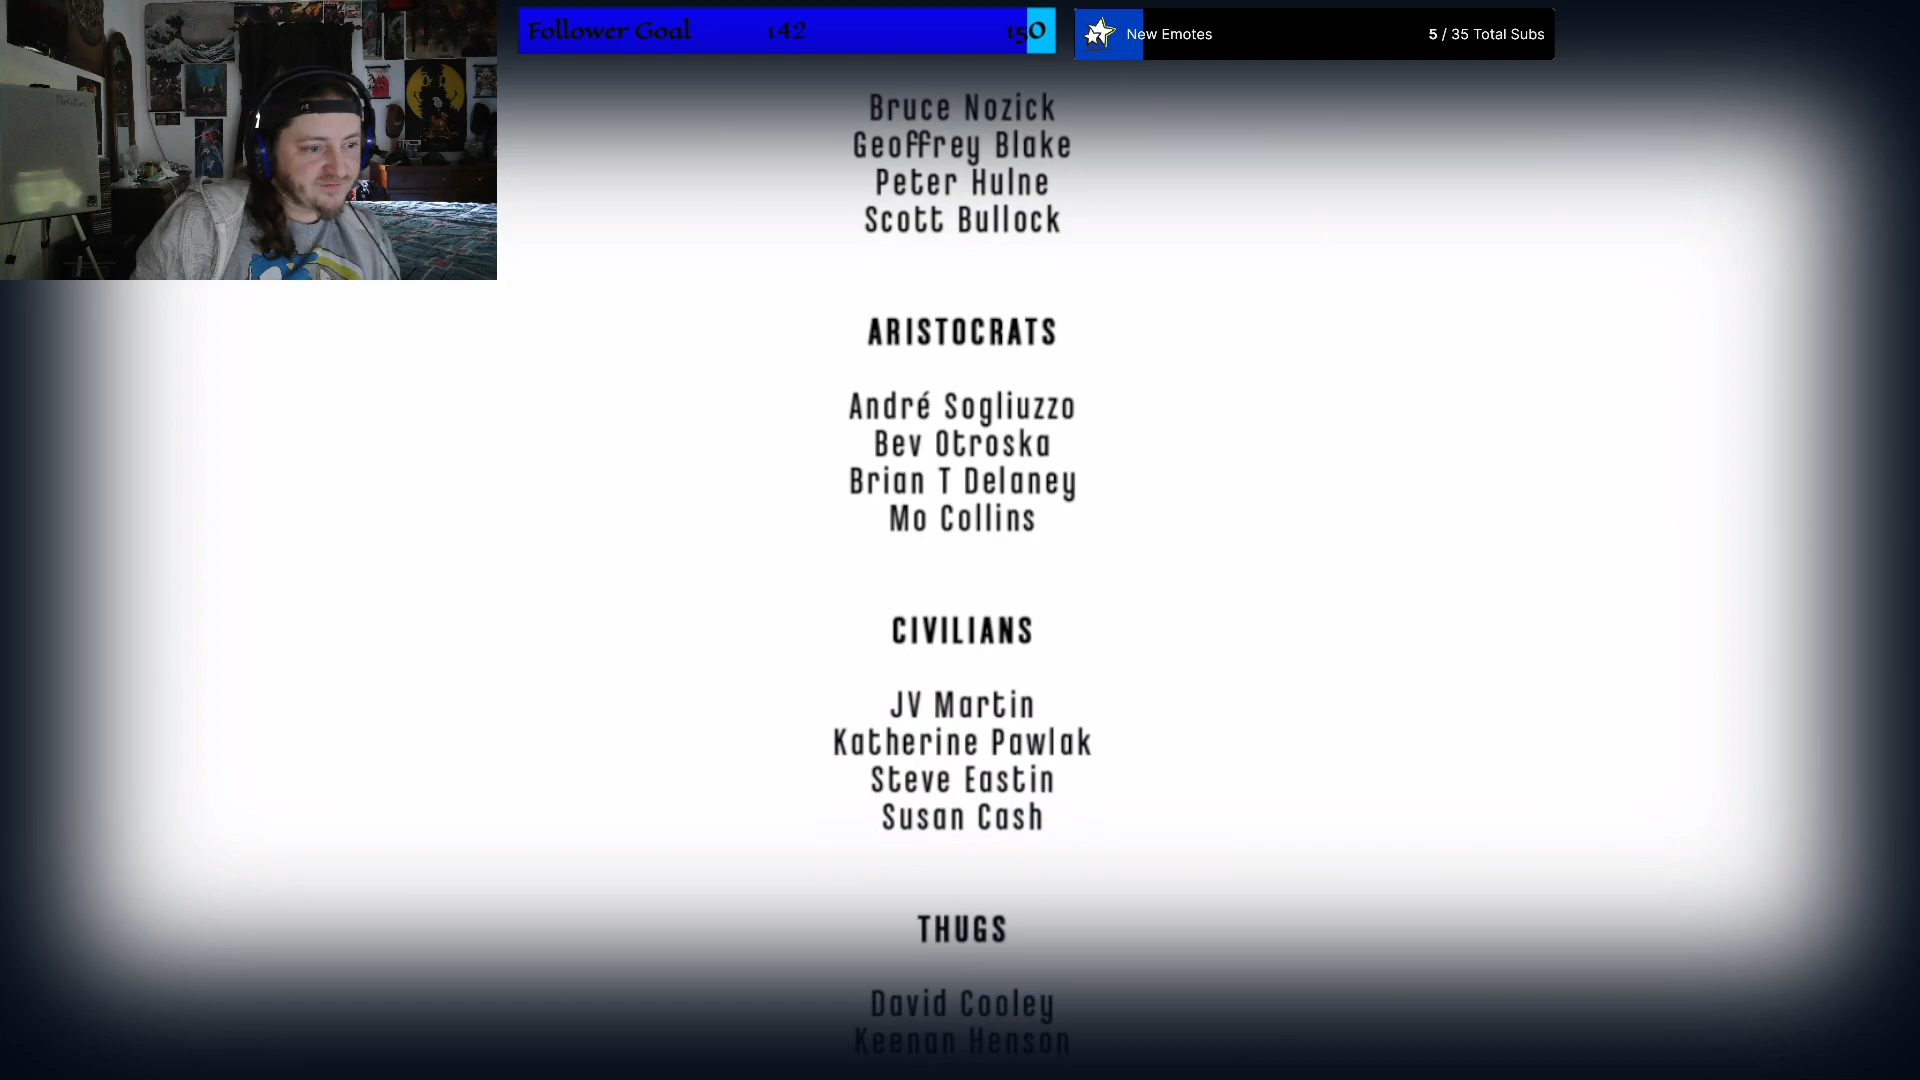 Follower Goal 142 150
New Emotes 5 / 35 Total Subs
Bruce Nozick
Geoffrey Blake
Peter Hulne
Scott Bullock
ARISTOCRATS
André Sogliuzzo
Bev Otroska
Brian T Delaney
Mo Collins
CIVILIANS
JV Martin
Katherine Pawlak
Steve Eastin
Susan Cash
THUGS
David Cooley
Keenan Henson